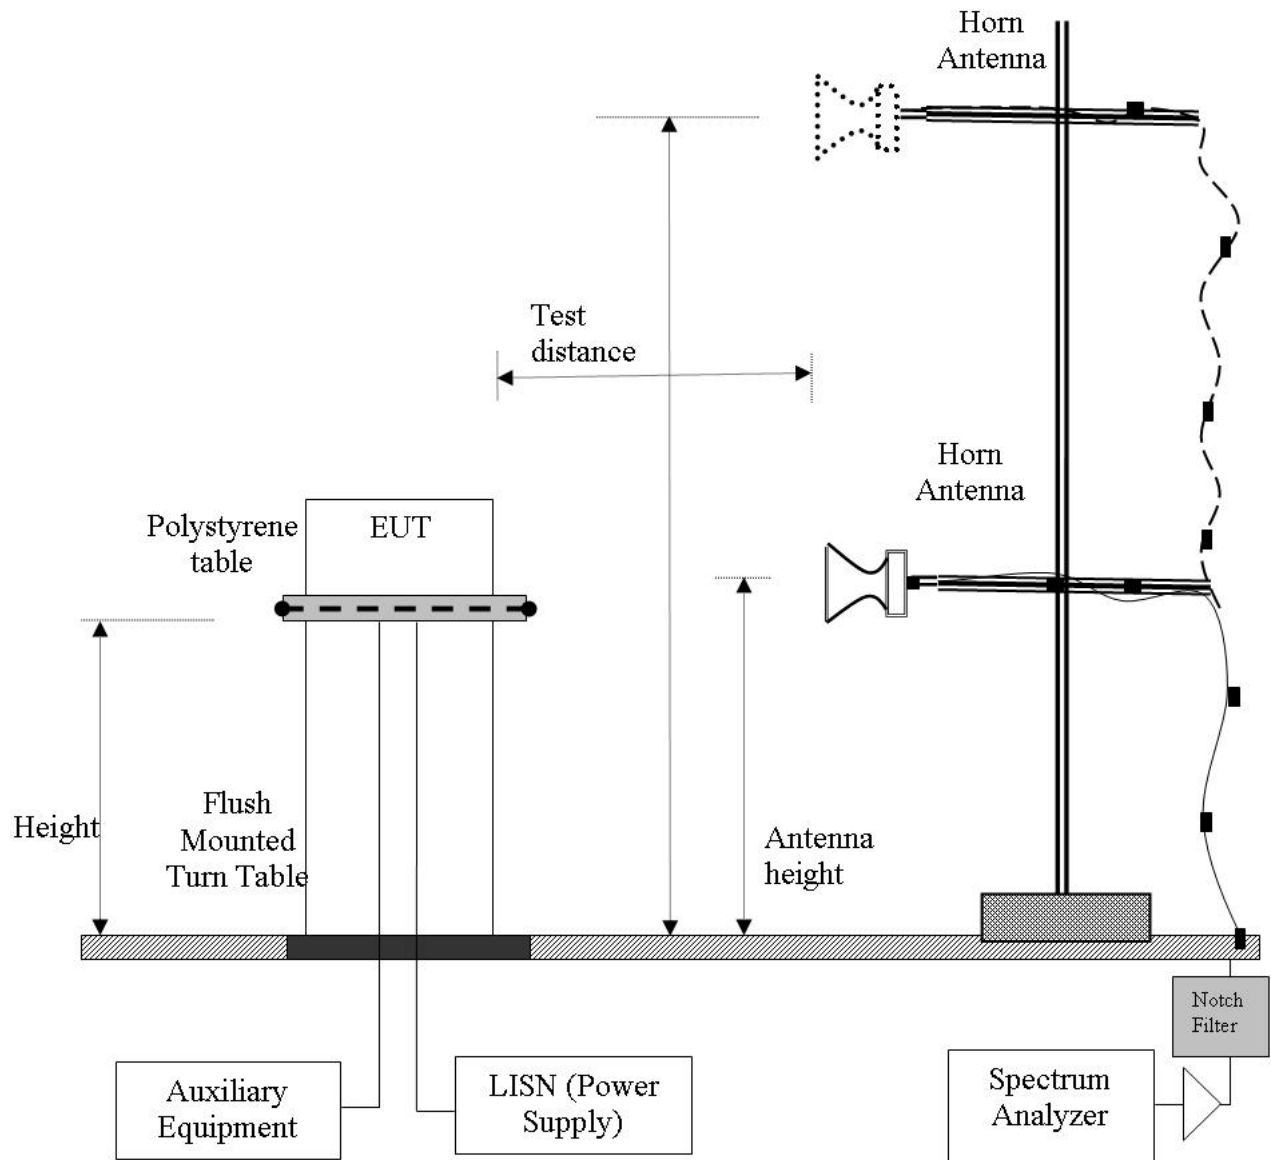 Horn
Antenna
Test
distance
Horn
Antenna
Polystyrene
table
EUT
Flush
Mounted
Turn Table
Height
Antenna
height
Notch
Filter
Auxiliary
Equipment
LISN (Power
Supply)
Spectrum
Analyzer